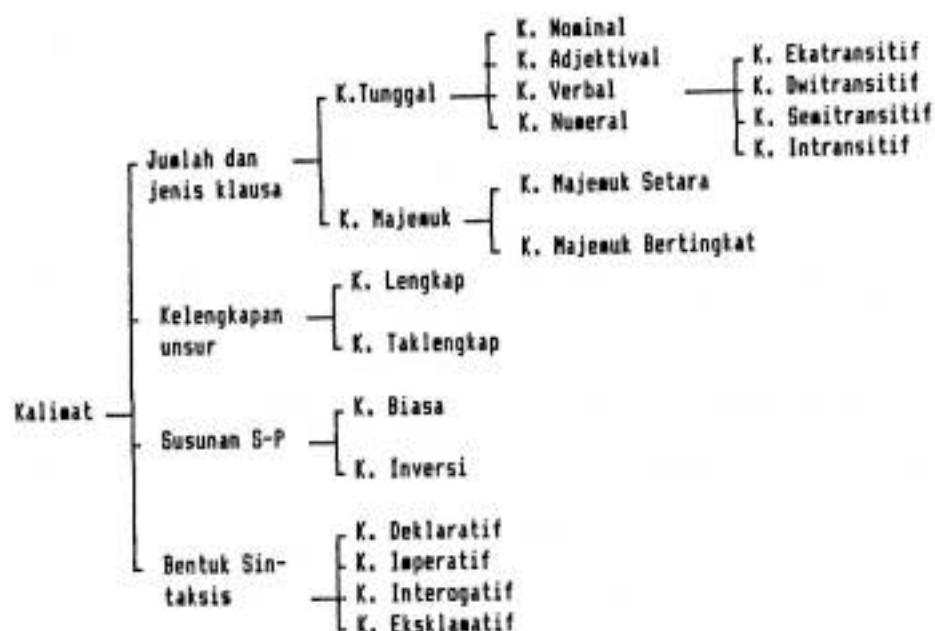 K. Nominal
K. Adjektival
K. Verbal
K. Numeral
K. Ekatransitif
K. Dwitransitif
K. Semitransitif
K. Intransitif
K.Tunggal
Jumlah dan
jenis klausa
K. Majemuk
K. Majemuk Setara
K. Majemuk Bertingkat
Kelengkapan
unsur
K. Lengkap
K. Taklengkap
Kalimat
Susunan S-P
K. Biasa
K. Inversi
Bentuk Sin-
taksis
K. Deklaratif
K. Imperatif
K. Interogatif
K. Eksklamatif